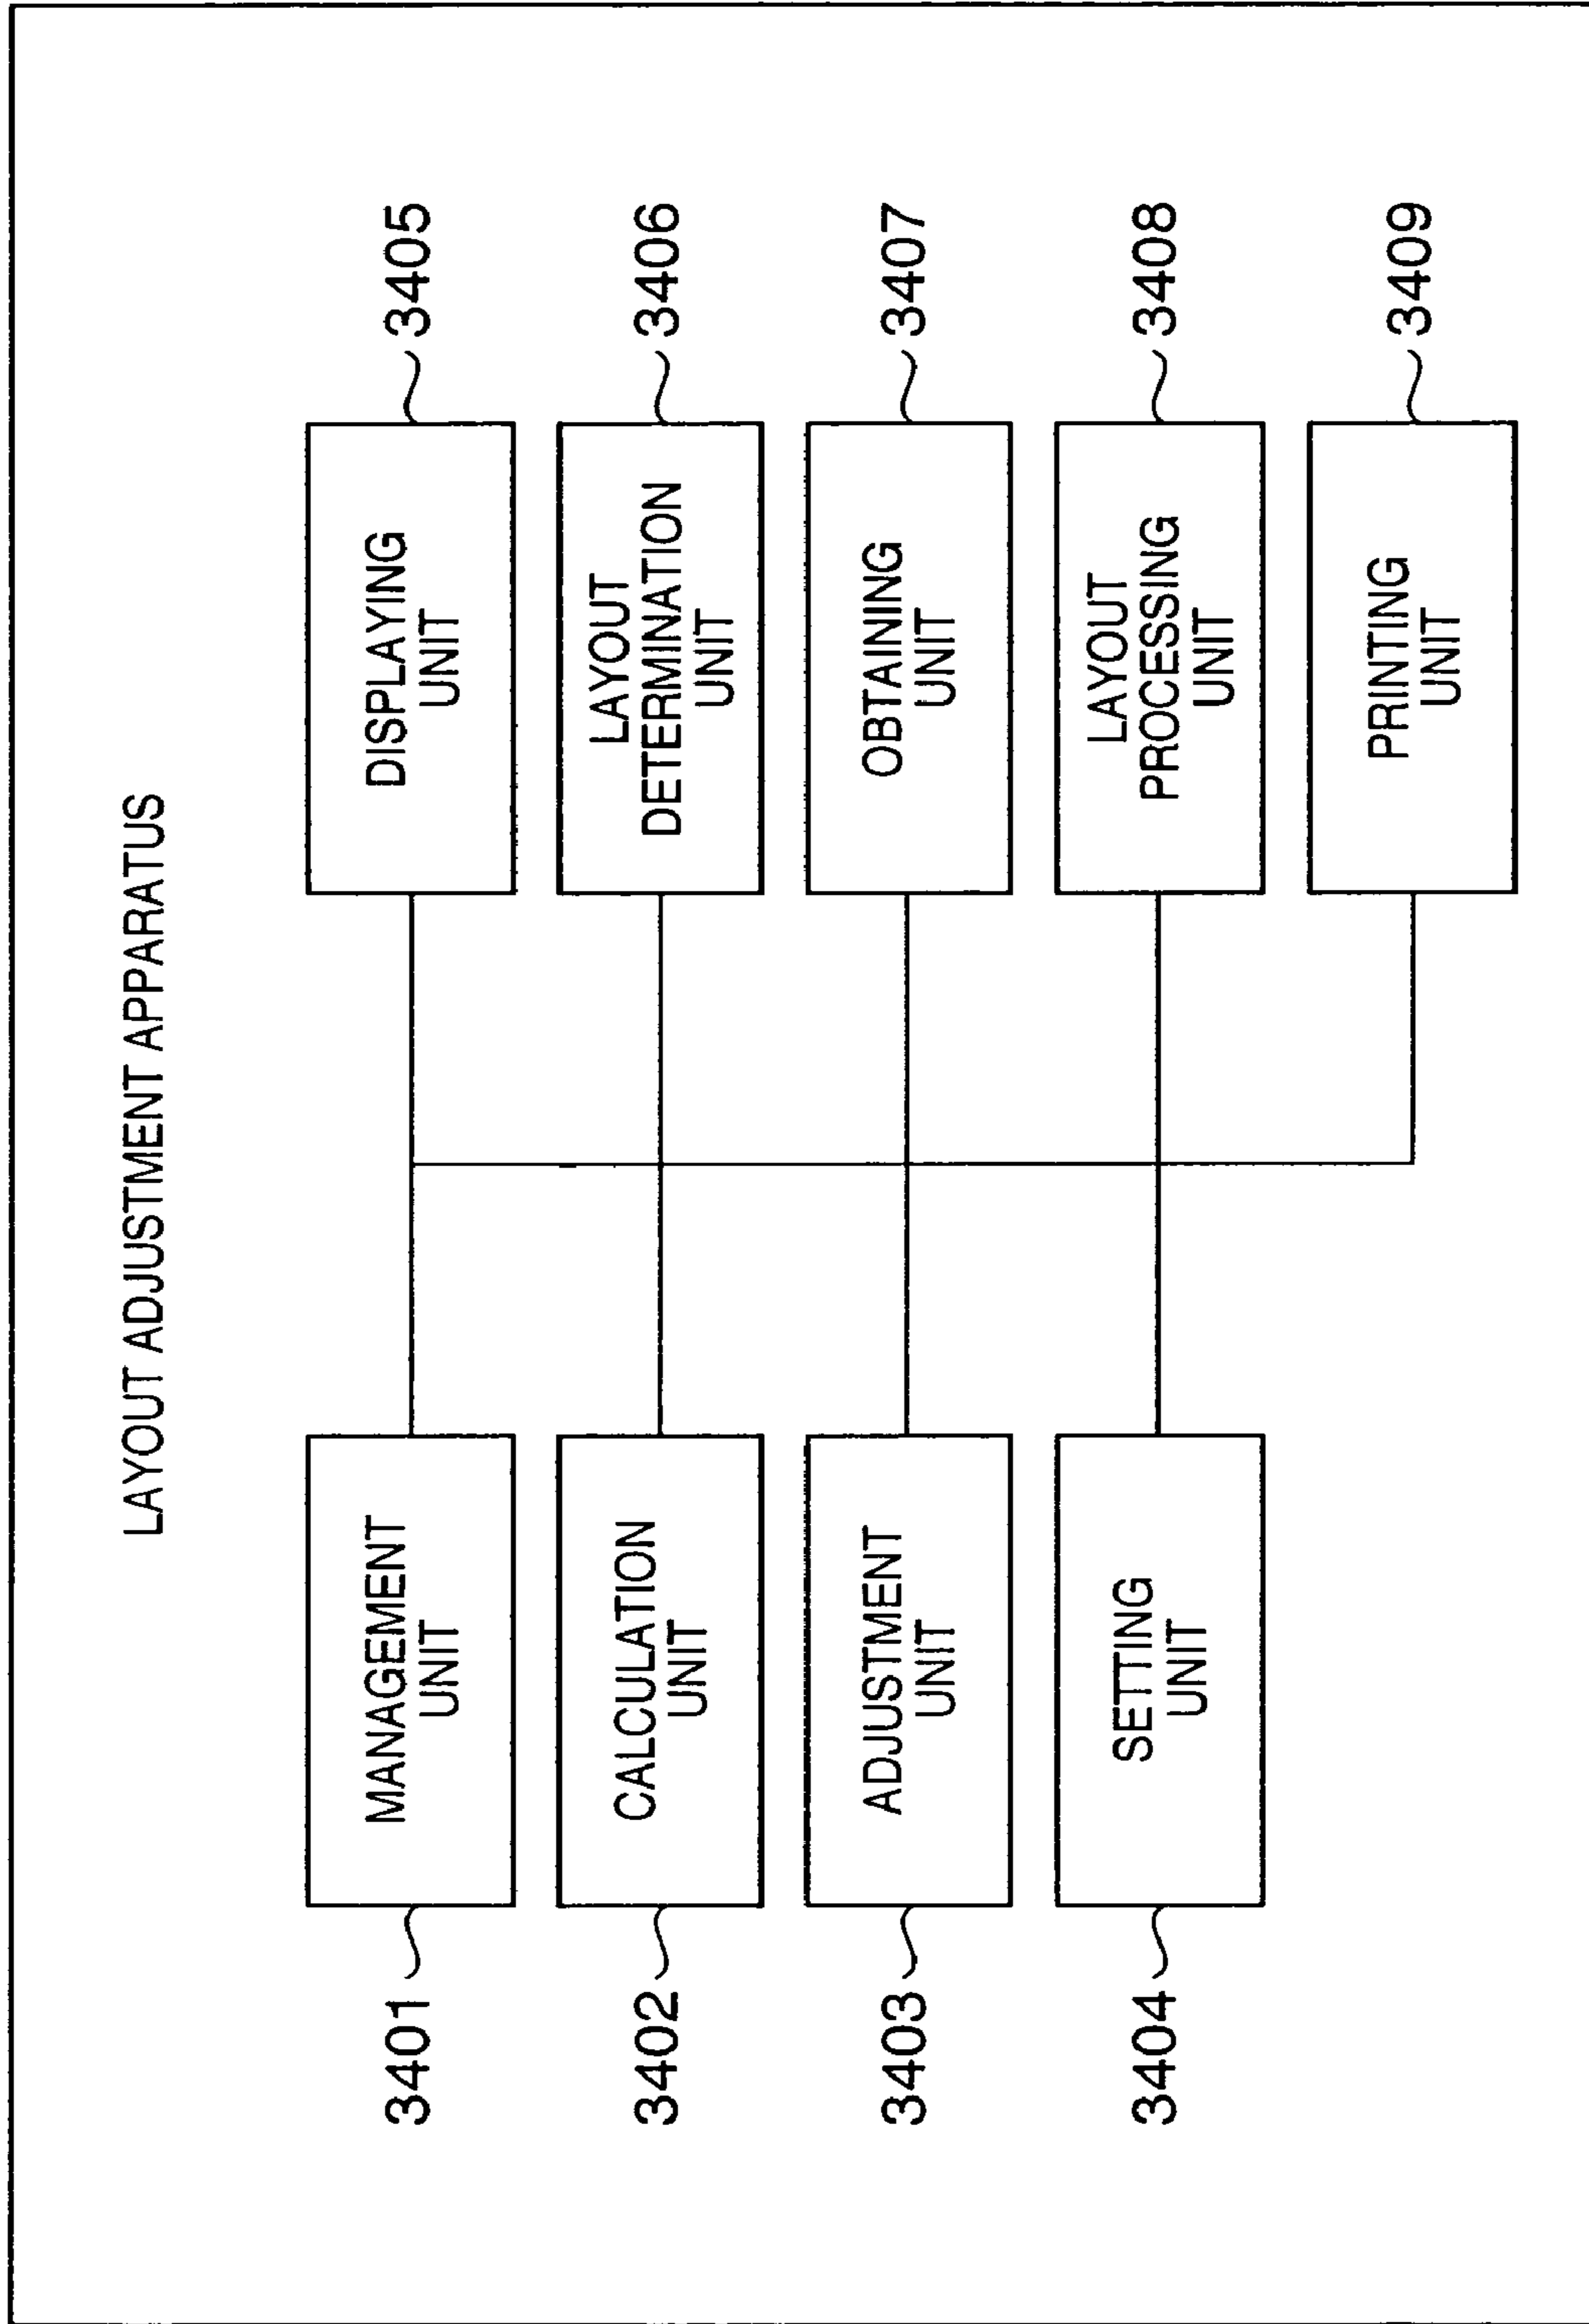 LAYOUT ADJUSTMENT APPARATUS
3401
MANAGEMENT
UNIT
3402
CALCULATION
UNIT
3403
ADJUSTMENT
UNIT
3404
SETTING
UNIT
DISPLAYING
UNIT
3405
LAYOUT
DETERMINATION
UNIT
3406
OBTAINING
UNIT
3407
LAYOUT
PROCESSING
UNIT
3408
PRINTING
UNIT
3409